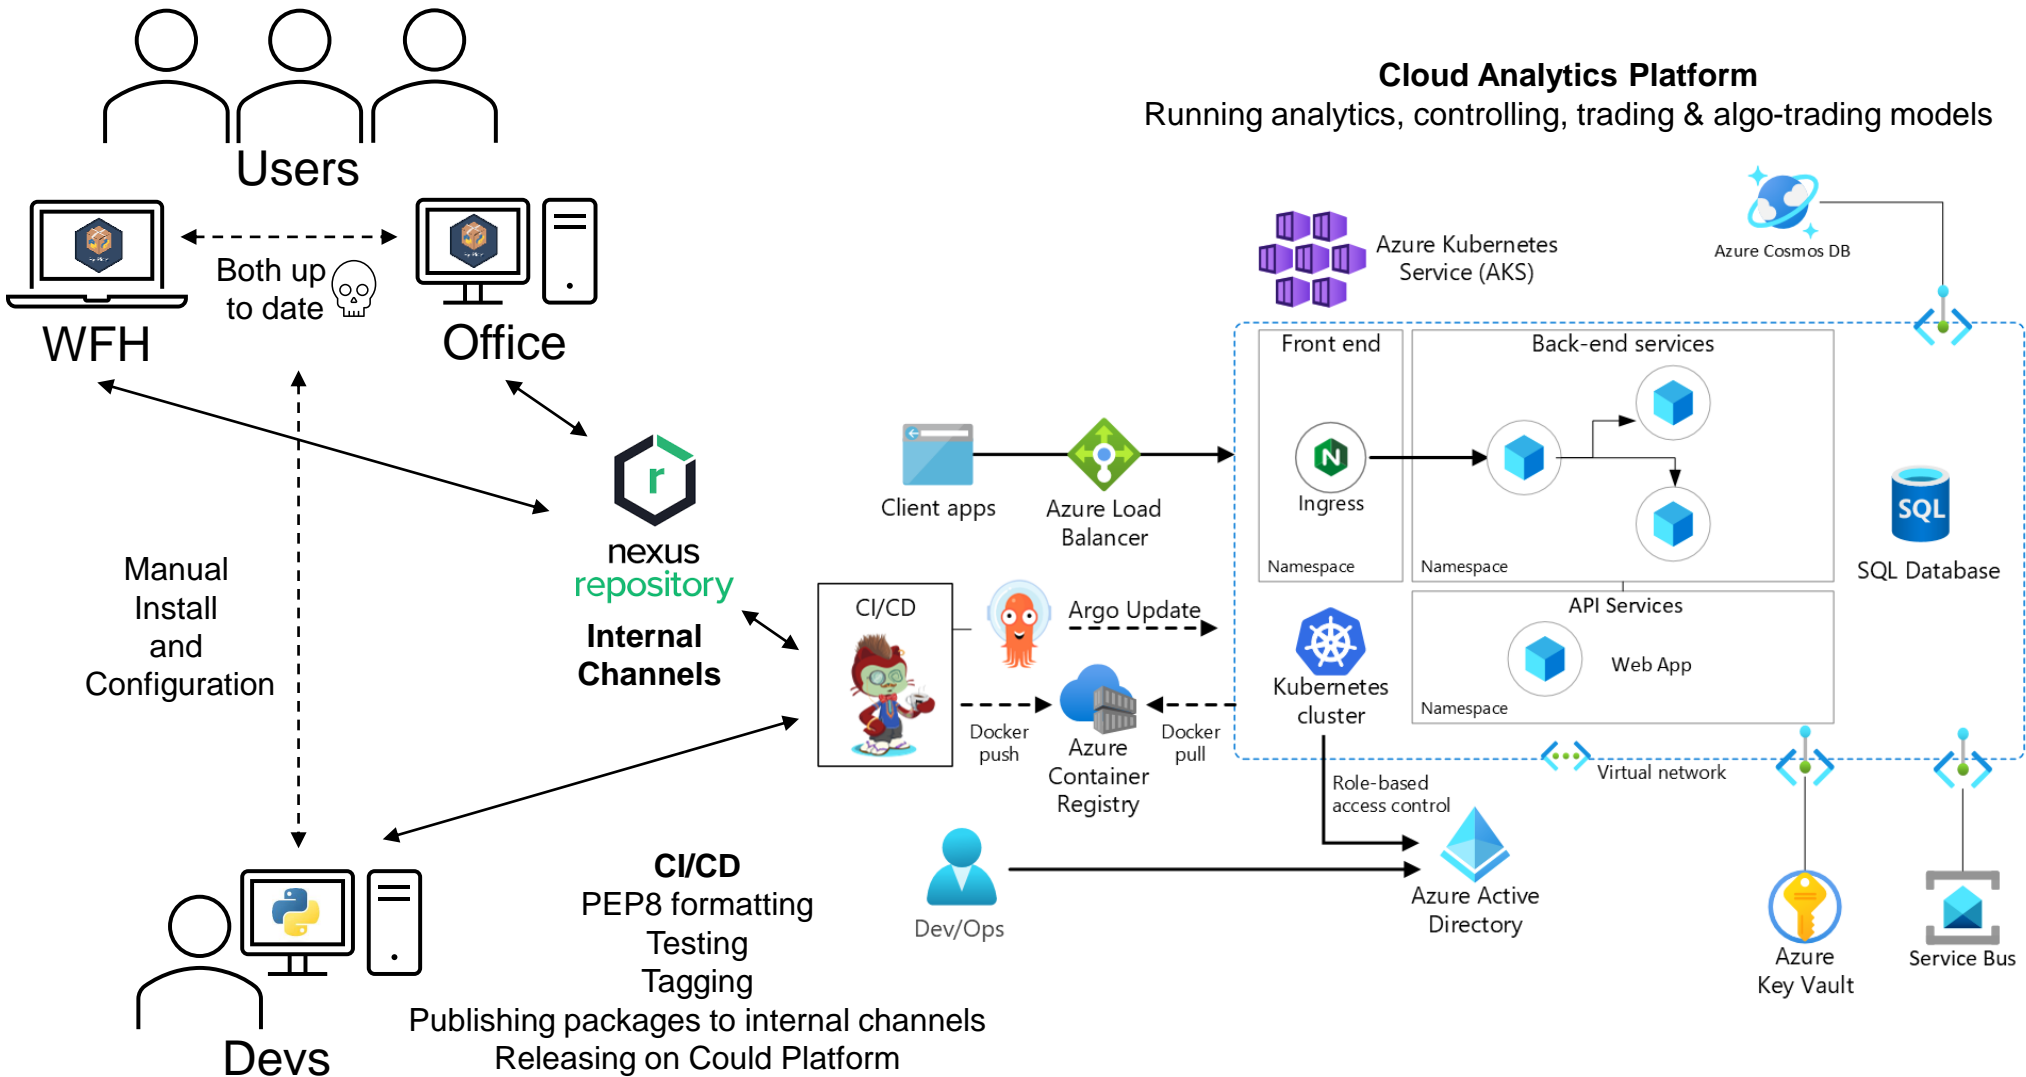 Users
WFH
Both up
to date
Office
Manual
Install
and
Configuration
Devs
r
nexus
repository
Internal
Channels
CI/CD
PEP8 formatting
Testing
Tagging
Publishing packages to internal channels
Releasing on Could Platform
Cloud Analytics Platform
Running analytics, controlling, trading & algo-trading models
Azure Kubernetes
Service (AKS)
Azure Cosmos DB
Client apps
Azure Load
Balancer
Front end
N
Ingress
Namespace
Back-end services
Namespace
SQL
SQL Database
CI/CD
Argo Update
Docker
push
Azure
Container
Registry
Docker
pull
Kubernetes
cluster
API Services
Web App
Namespace
Virtual network
Role-based
access control
Dev/Ops
Azure Active
Directory
Azure
Key Vault
Service Bus